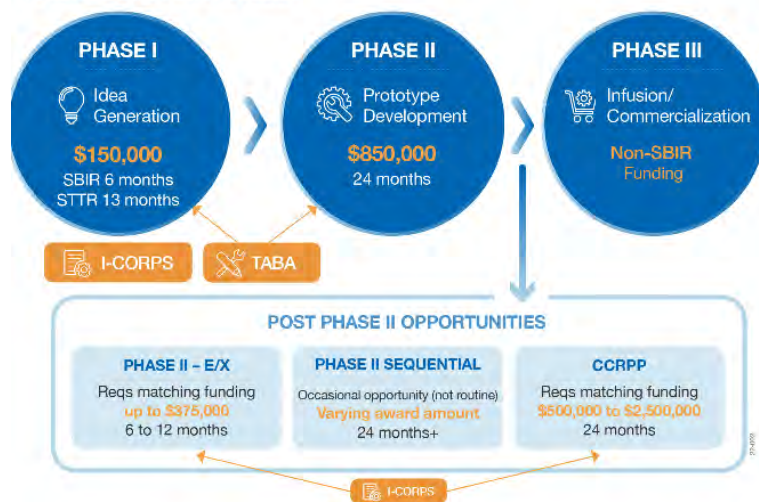 PHASE I
Idea
Generation
$150,000
SBIR 6 months
STTR 13 months
PHASE II
Prototype
Development
$850,000
24 months
PHASE III
Infusion/
Commercialization
Non-SBIR
Funding
I-CORPS
TABA
POST PHASE II OPPORTUNITIES
PHASE II – E/X
Reqs matching funding
up to $375,000
6 to 12 months
PHASE II SEQUENTIAL
Occasional opportunity (not routine)
Varying award amount
24 months+
CCRPP
Reqs matching funding
$500,000 to $2,500,000
24 months
I-CORPS